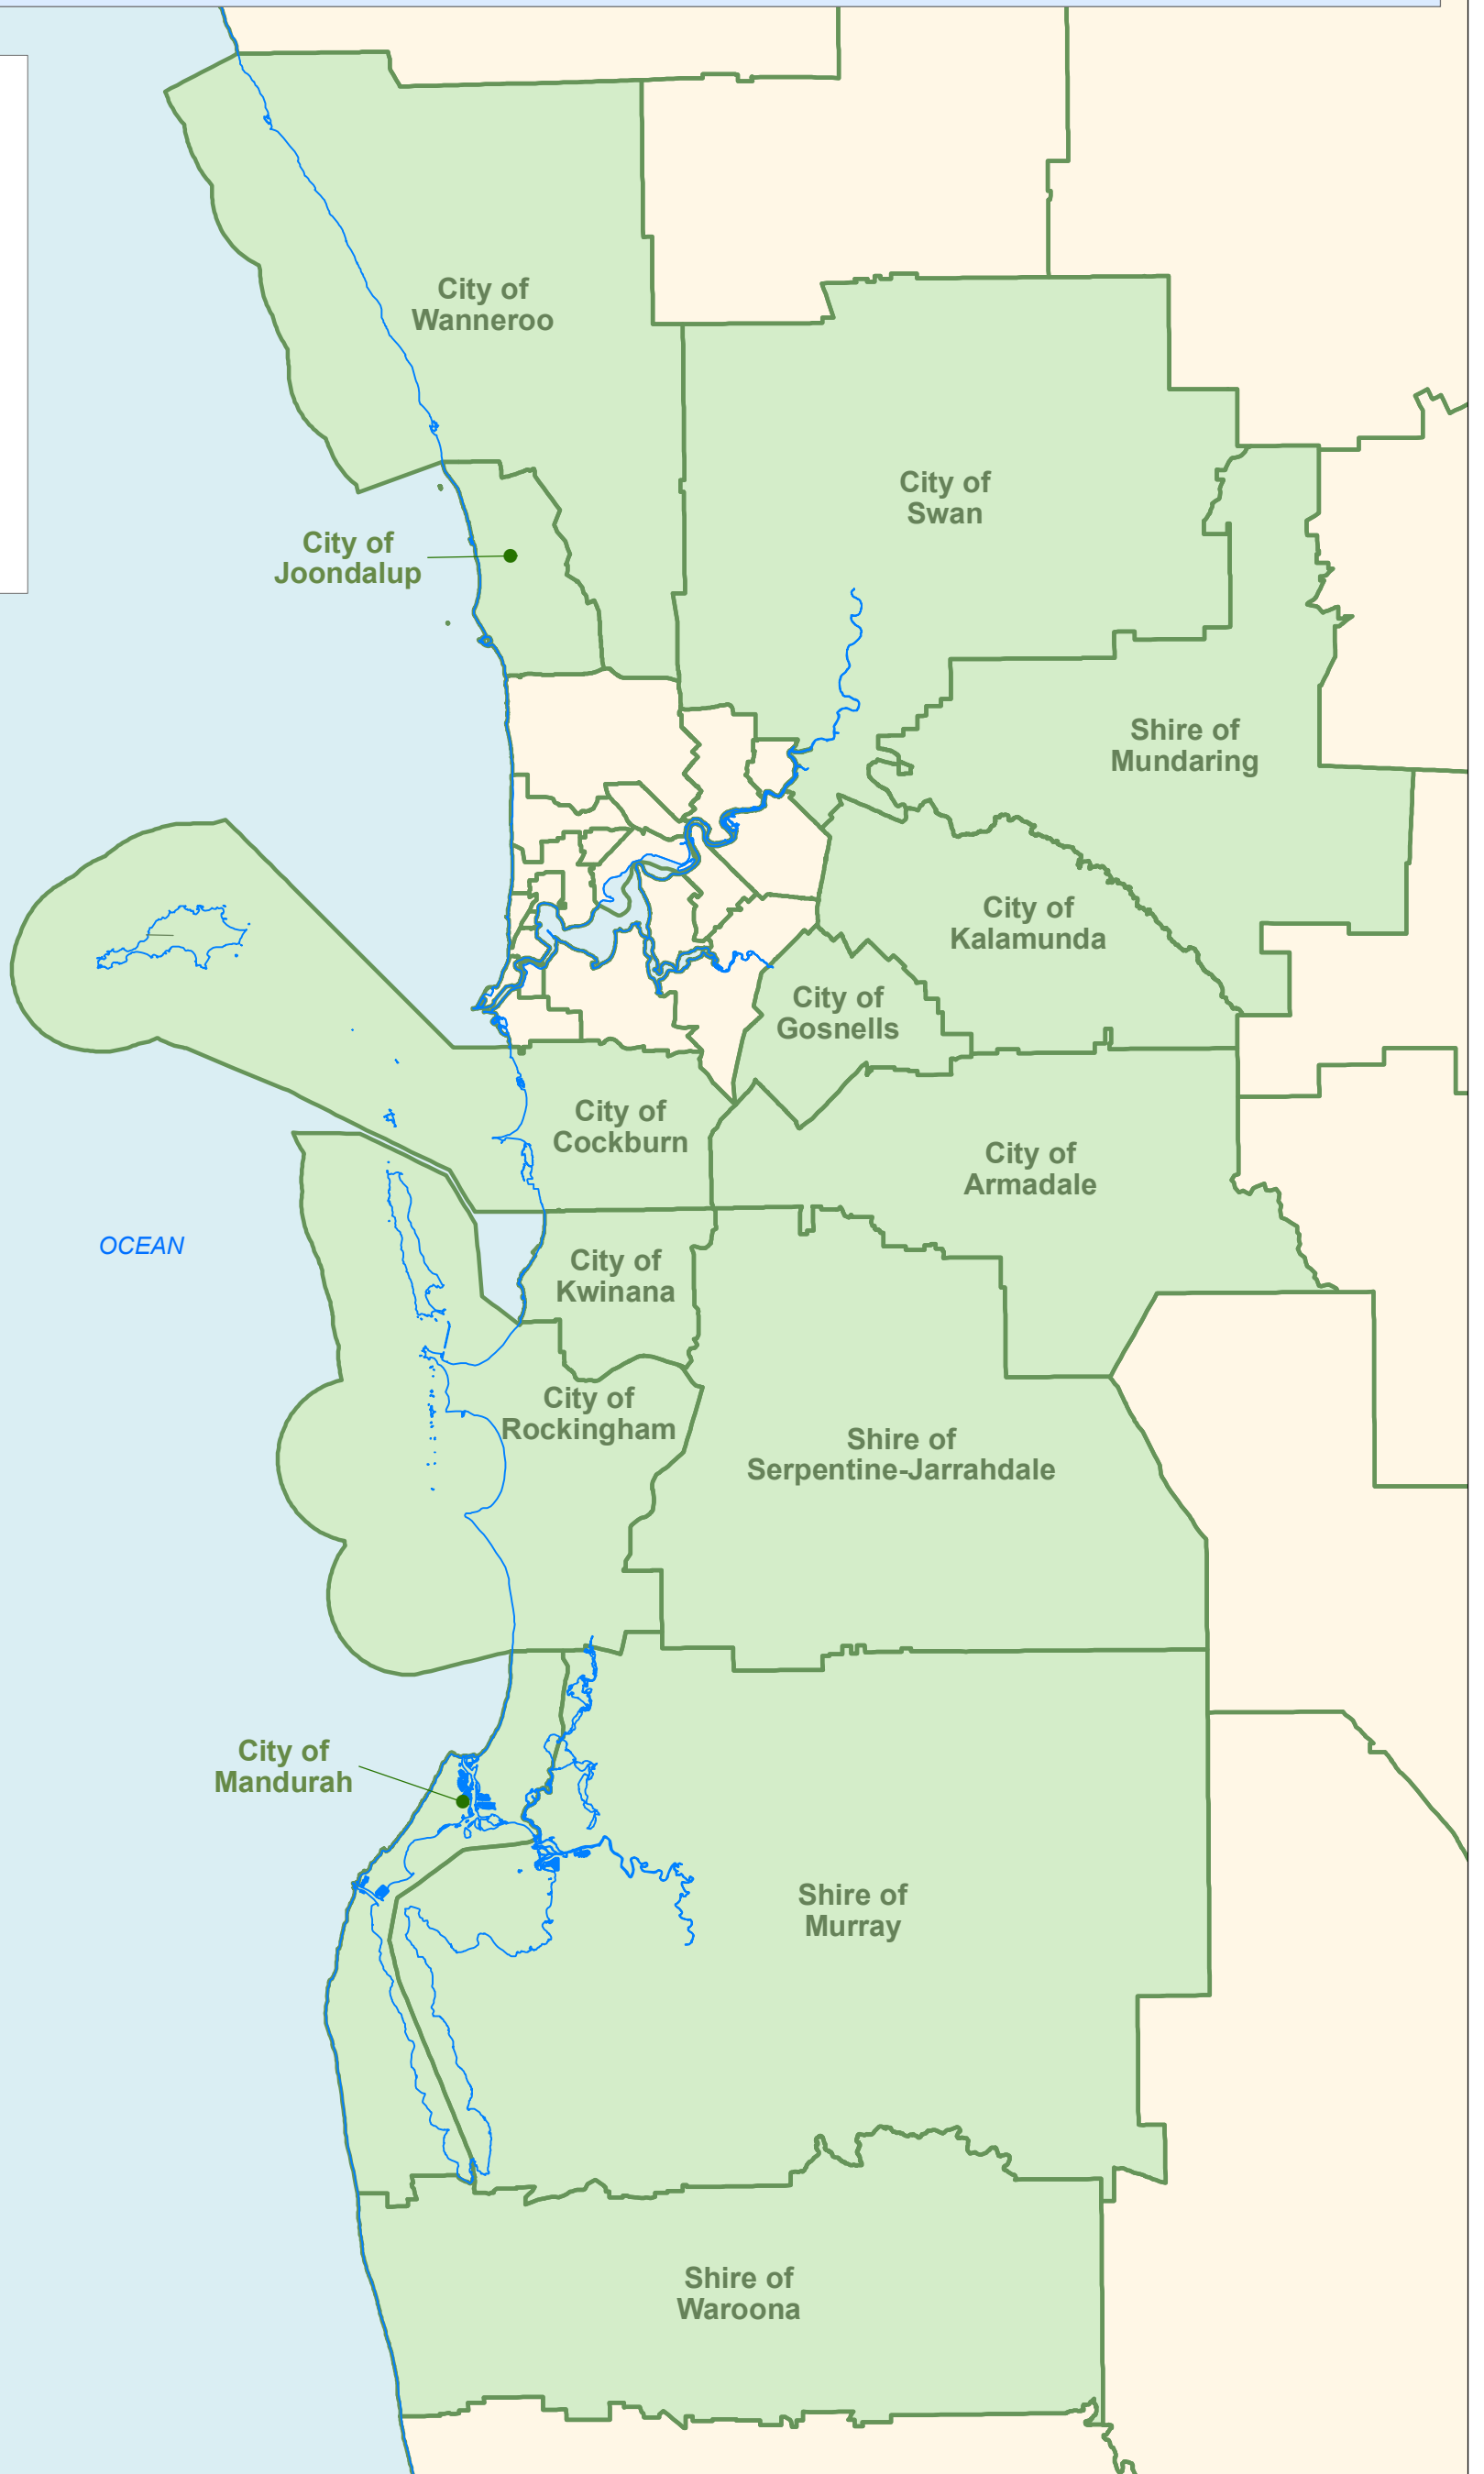 City of
Wanneroo
City of
Swan
City of
Joondalup
Shire of
Mundaring
City of
Kalamunda
City of
Gosnells
City of
Cockburn
City of
Armadale
OCEAN
City of
Kwinana
City of
Rockingham
Shire of
Serpentine-Jarrahdale
City of
Mandurah
Shire of
Murray
Shire of
Waroona